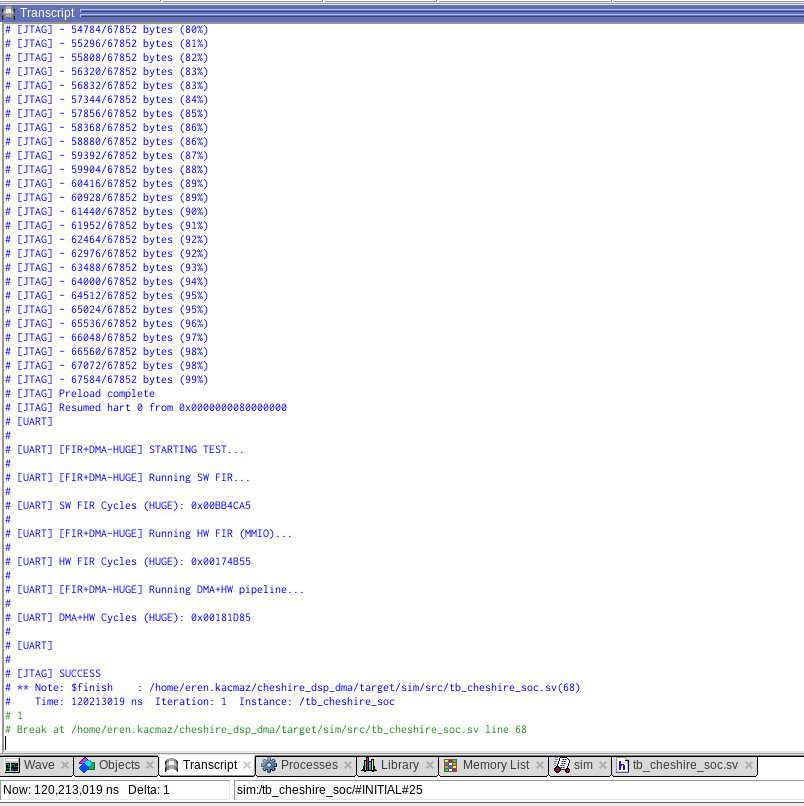 Transcript
# [JTAG] - 54784/67852 bytes (80%)
# [JTAG] - 55296/67852 bytes (81%)
# [JTAG] - 55808/67852 bytes (82%)
# [JTAG] - 56320/67852 bytes (83%)
# [JTAG] - 56832/67852 bytes (83%)
# [JTAG] - 57344/67852 bytes (84%)
# [JTAG] - 57856/67852 bytes (85%)
# [JTAG] - 58368/67852 bytes (86%)
# [JTAG] - 58880/67852 bytes (86%)
# [JTAG] - 59392/67852 bytes (87%)
# [JTAG] - 59904/67852 bytes (88%)
# [JTAG] - 60416/67852 bytes (89%)
# [JTAG] - 60928/67852 bytes (89%)
# [JTAG] - 61440/67852 bytes (90%)
# [JTAG] - 61952/67852 bytes (91%)
# [JTAG] - 62464/67852 bytes (92%)
# [JTAG] - 62976/67852 bytes (92%)
# [JTAG] - 63488/67852 bytes (93%)
# [JTAG] - 64000/67852 bytes (94%)
# [JTAG] - 64512/67852 bytes (95%)
# [JTAG] - 65024/67852 bytes (95%)
# [JTAG] - 65536/67852 bytes (96%)
# [JTAG] - 66048/67852 bytes (97%)
# [JTAG] - 66560/67852 bytes (98%)
# [JTAG] - 67072/67852 bytes (98%)
# [JTAG] - 67584/67852 bytes (99%)
# [JTAG] Preload complete
# [JTAG] Resumed hart 0 from 0x0000000080000000
# [UART]
#
# [UART] [FIR+DMA-HUGE] STARTING TEST...
#
# [UART] [FIR+DMA-HUGE] Running SW FIR...
#
# [UART] SW FIR Cycles (HUGE): 0x00BB4CA5
#
# [UART] [FIR+DMA-HUGE] Running HW FIR (MMIO)...
#
# [UART] HW FIR Cycles (HUGE): 0x00174B55
#
# [UART] [FIR+DMA-HUGE] Running DMA+HW pipeline...
#
# [UART] DMA+HW Cycles (HUGE): 0x00181D85
#
# [UART]
#
# [JTAG] SUCCESS
# ** Note: $finish    : /home/eren.kacmaz/cheshire_dsp_dma/target/sim/src/tb_cheshire_soc.sv(68)
#    Time: 120213019 ns  Iteration: 1  Instance: /tb_cheshire_soc
# 1
# Break at /home/eren.kacmaz/cheshire_dsp_dma/target/sim/src/tb_cheshire_soc.sv line 68
Wave Objects Transcript Processes Library Memory List sim tb_cheshire_soc.sv
Now: 120,213,019 ns  Delta: 1 sim:/tb_cheshire_soc/#INITIAL#25